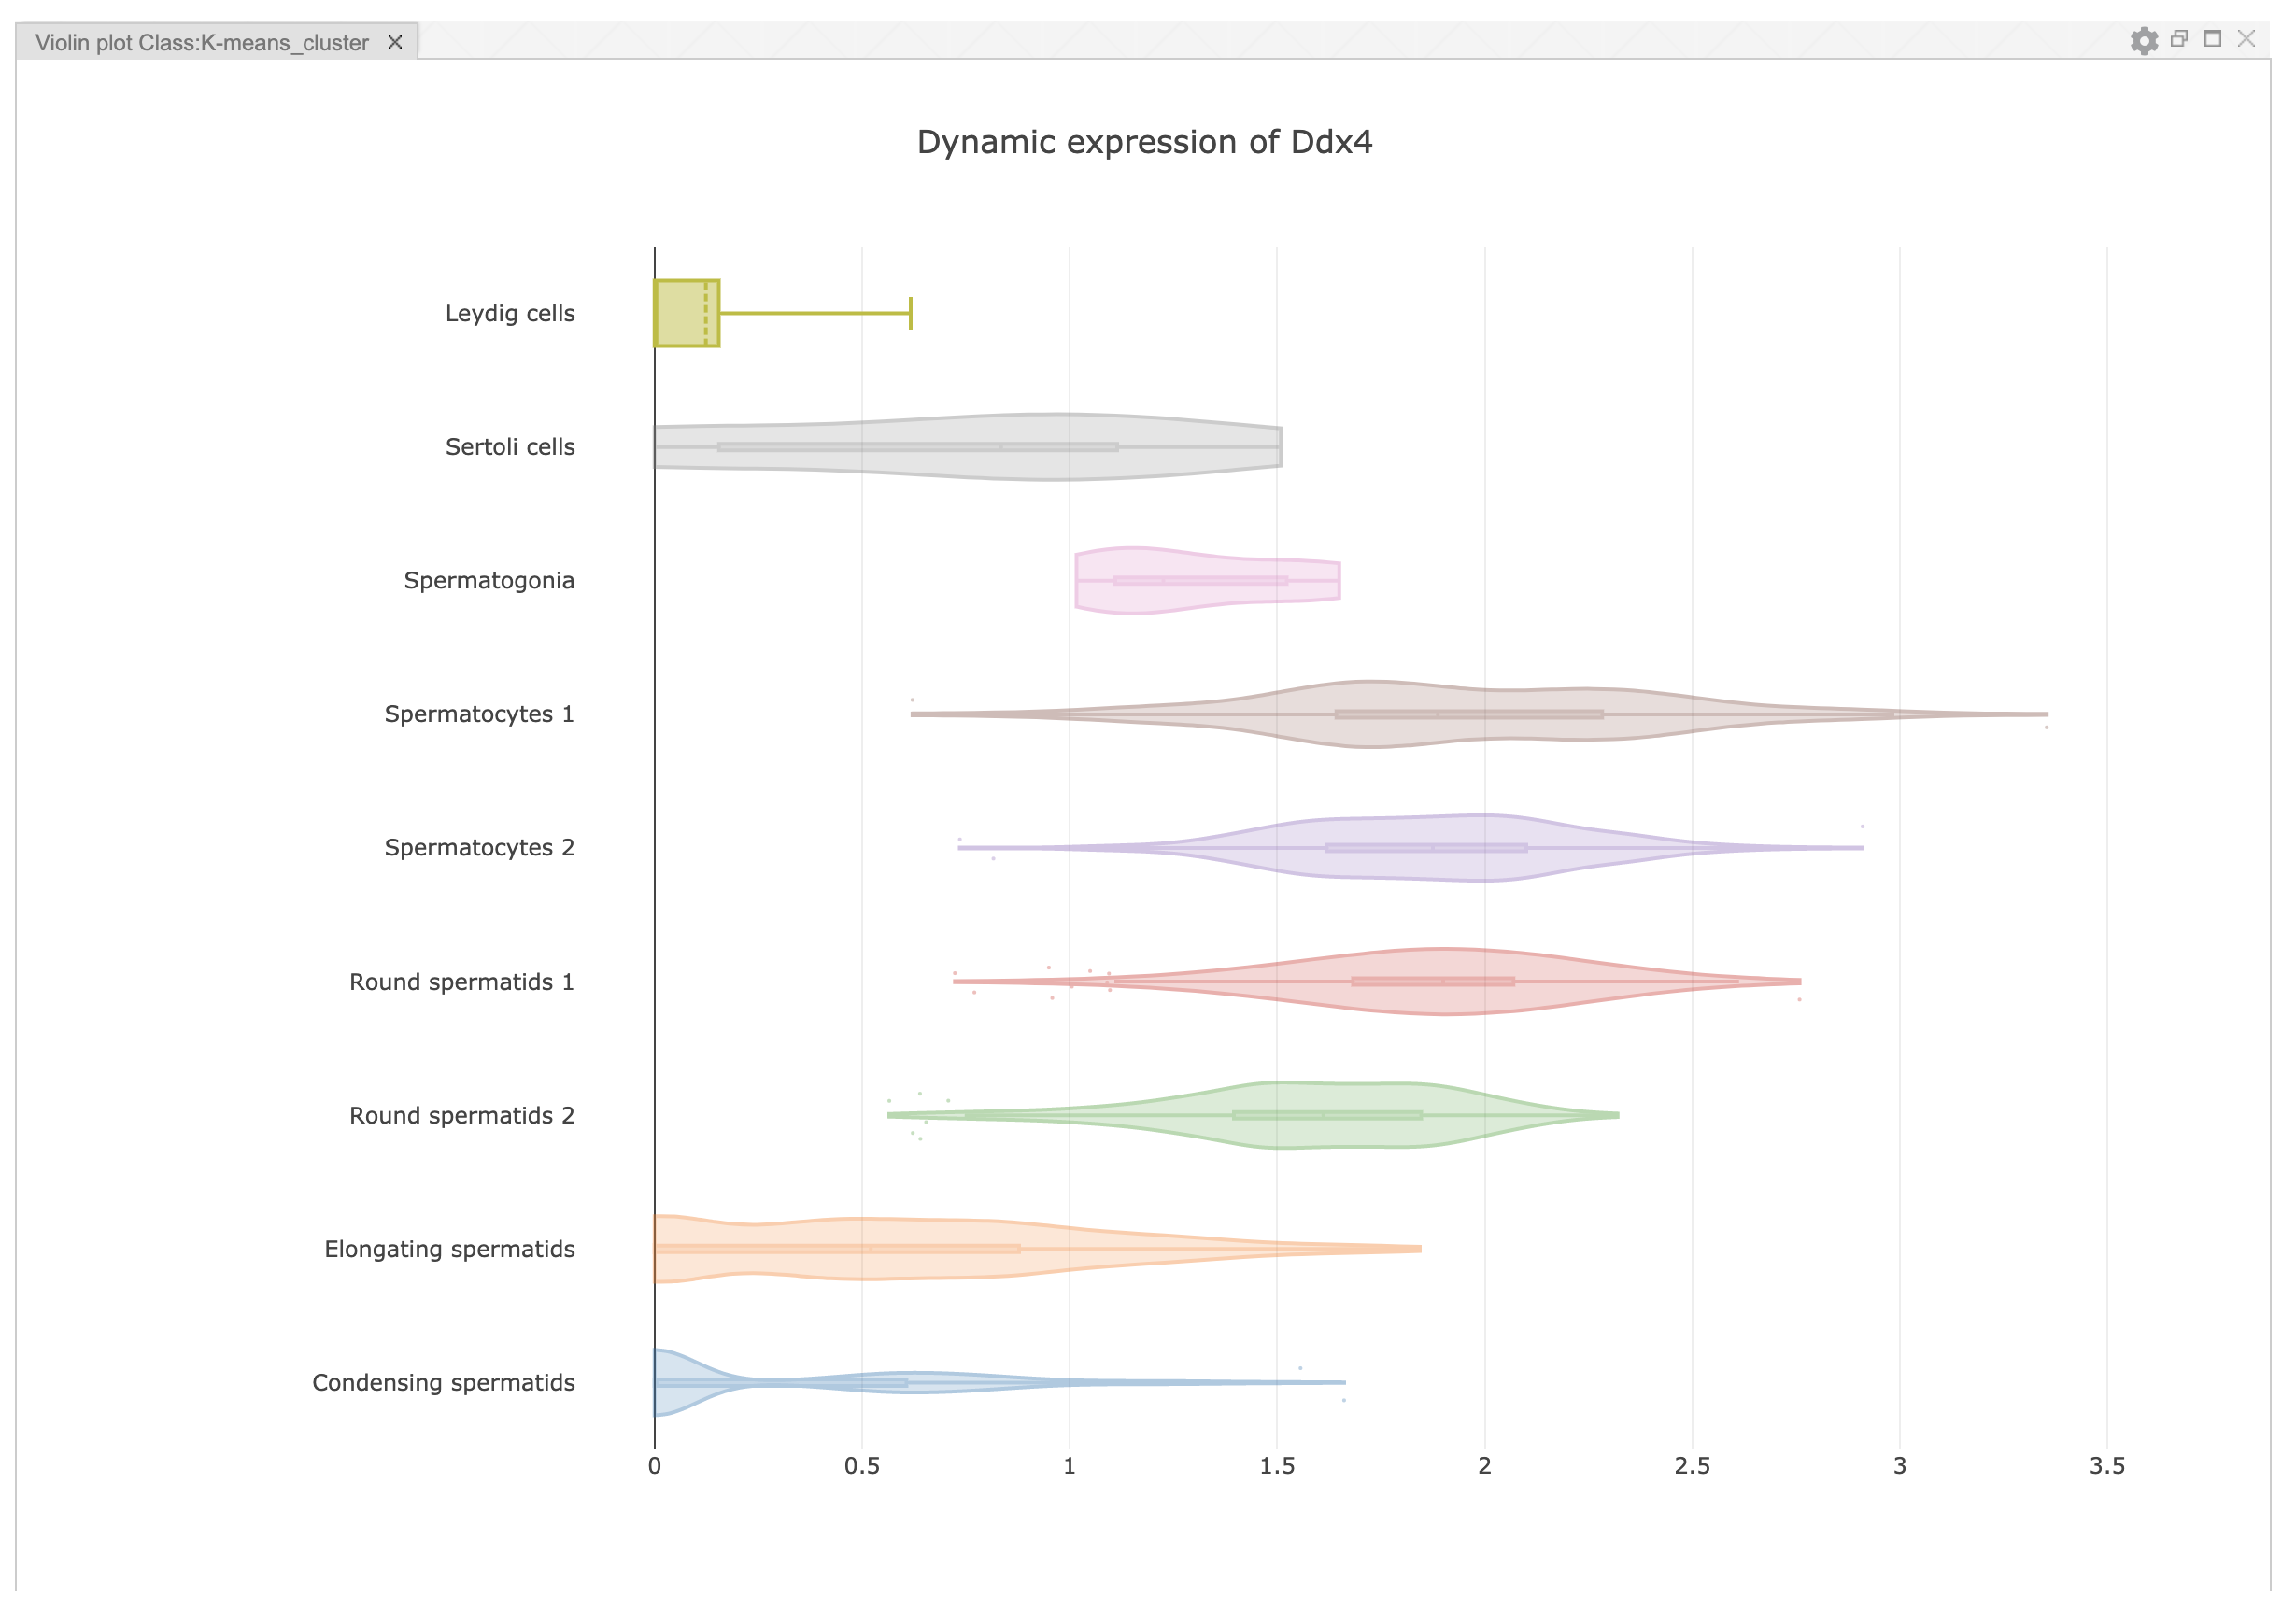 Violin plot Class:K-means_cluster
Dynamic expression of Ddx4
Leydig cells
Sertoli cells
Spermatogonia
Spermatocytes 1
Spermatocytes 2
Round spermatids 1
Round spermatids 2
Elongating spermatids
Condensing spermatids
0 0.5 1 1.5 2 2.5 3 3.5